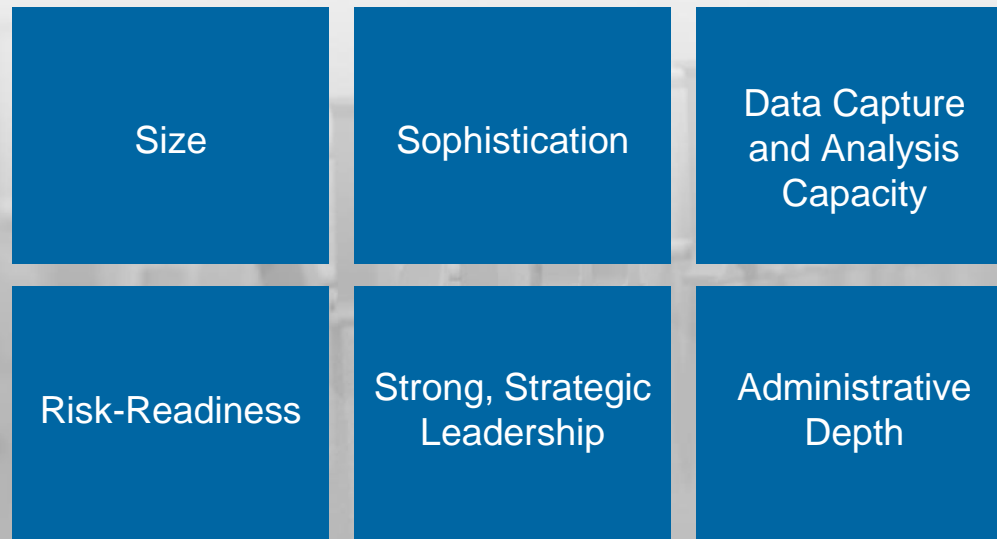 Size
Sophistication
Data Capture
and Analysis
Capacity
Risk-Readiness
Strong, Strategic
Leadership
Administrative
Depth